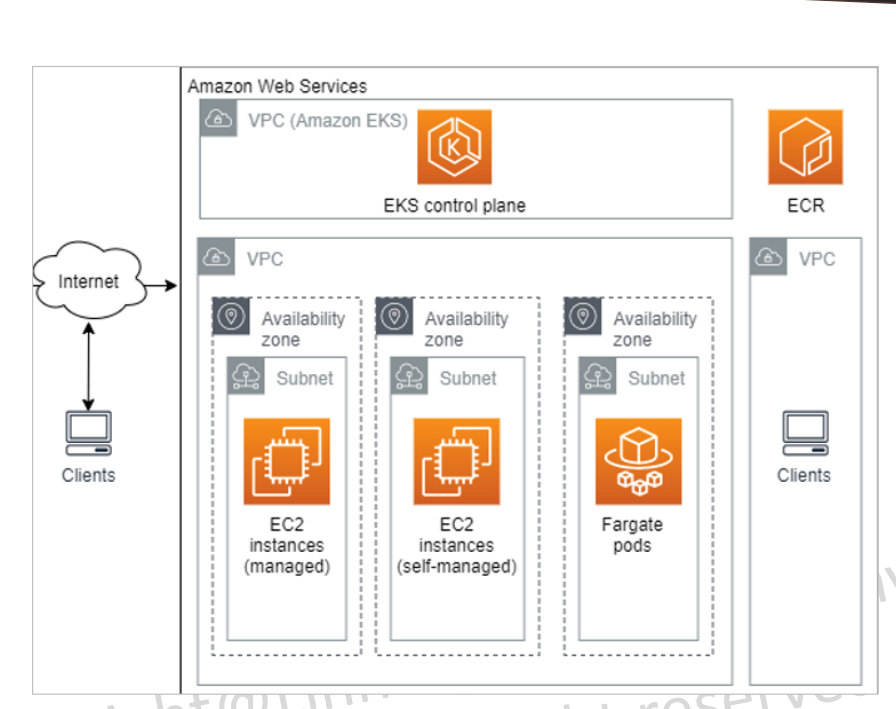 Amazon Web Services
VPC (Amazon EKS)
EKS control plane
ECR
Internet
Clients
VPC
Availability
zone
Subnet
EC2
instances
(managed)
Availability
zone
Subnet
EC2
instances
(self-managed)
Availability
zone
Subnet
Fargate
pods
VPC
Clients